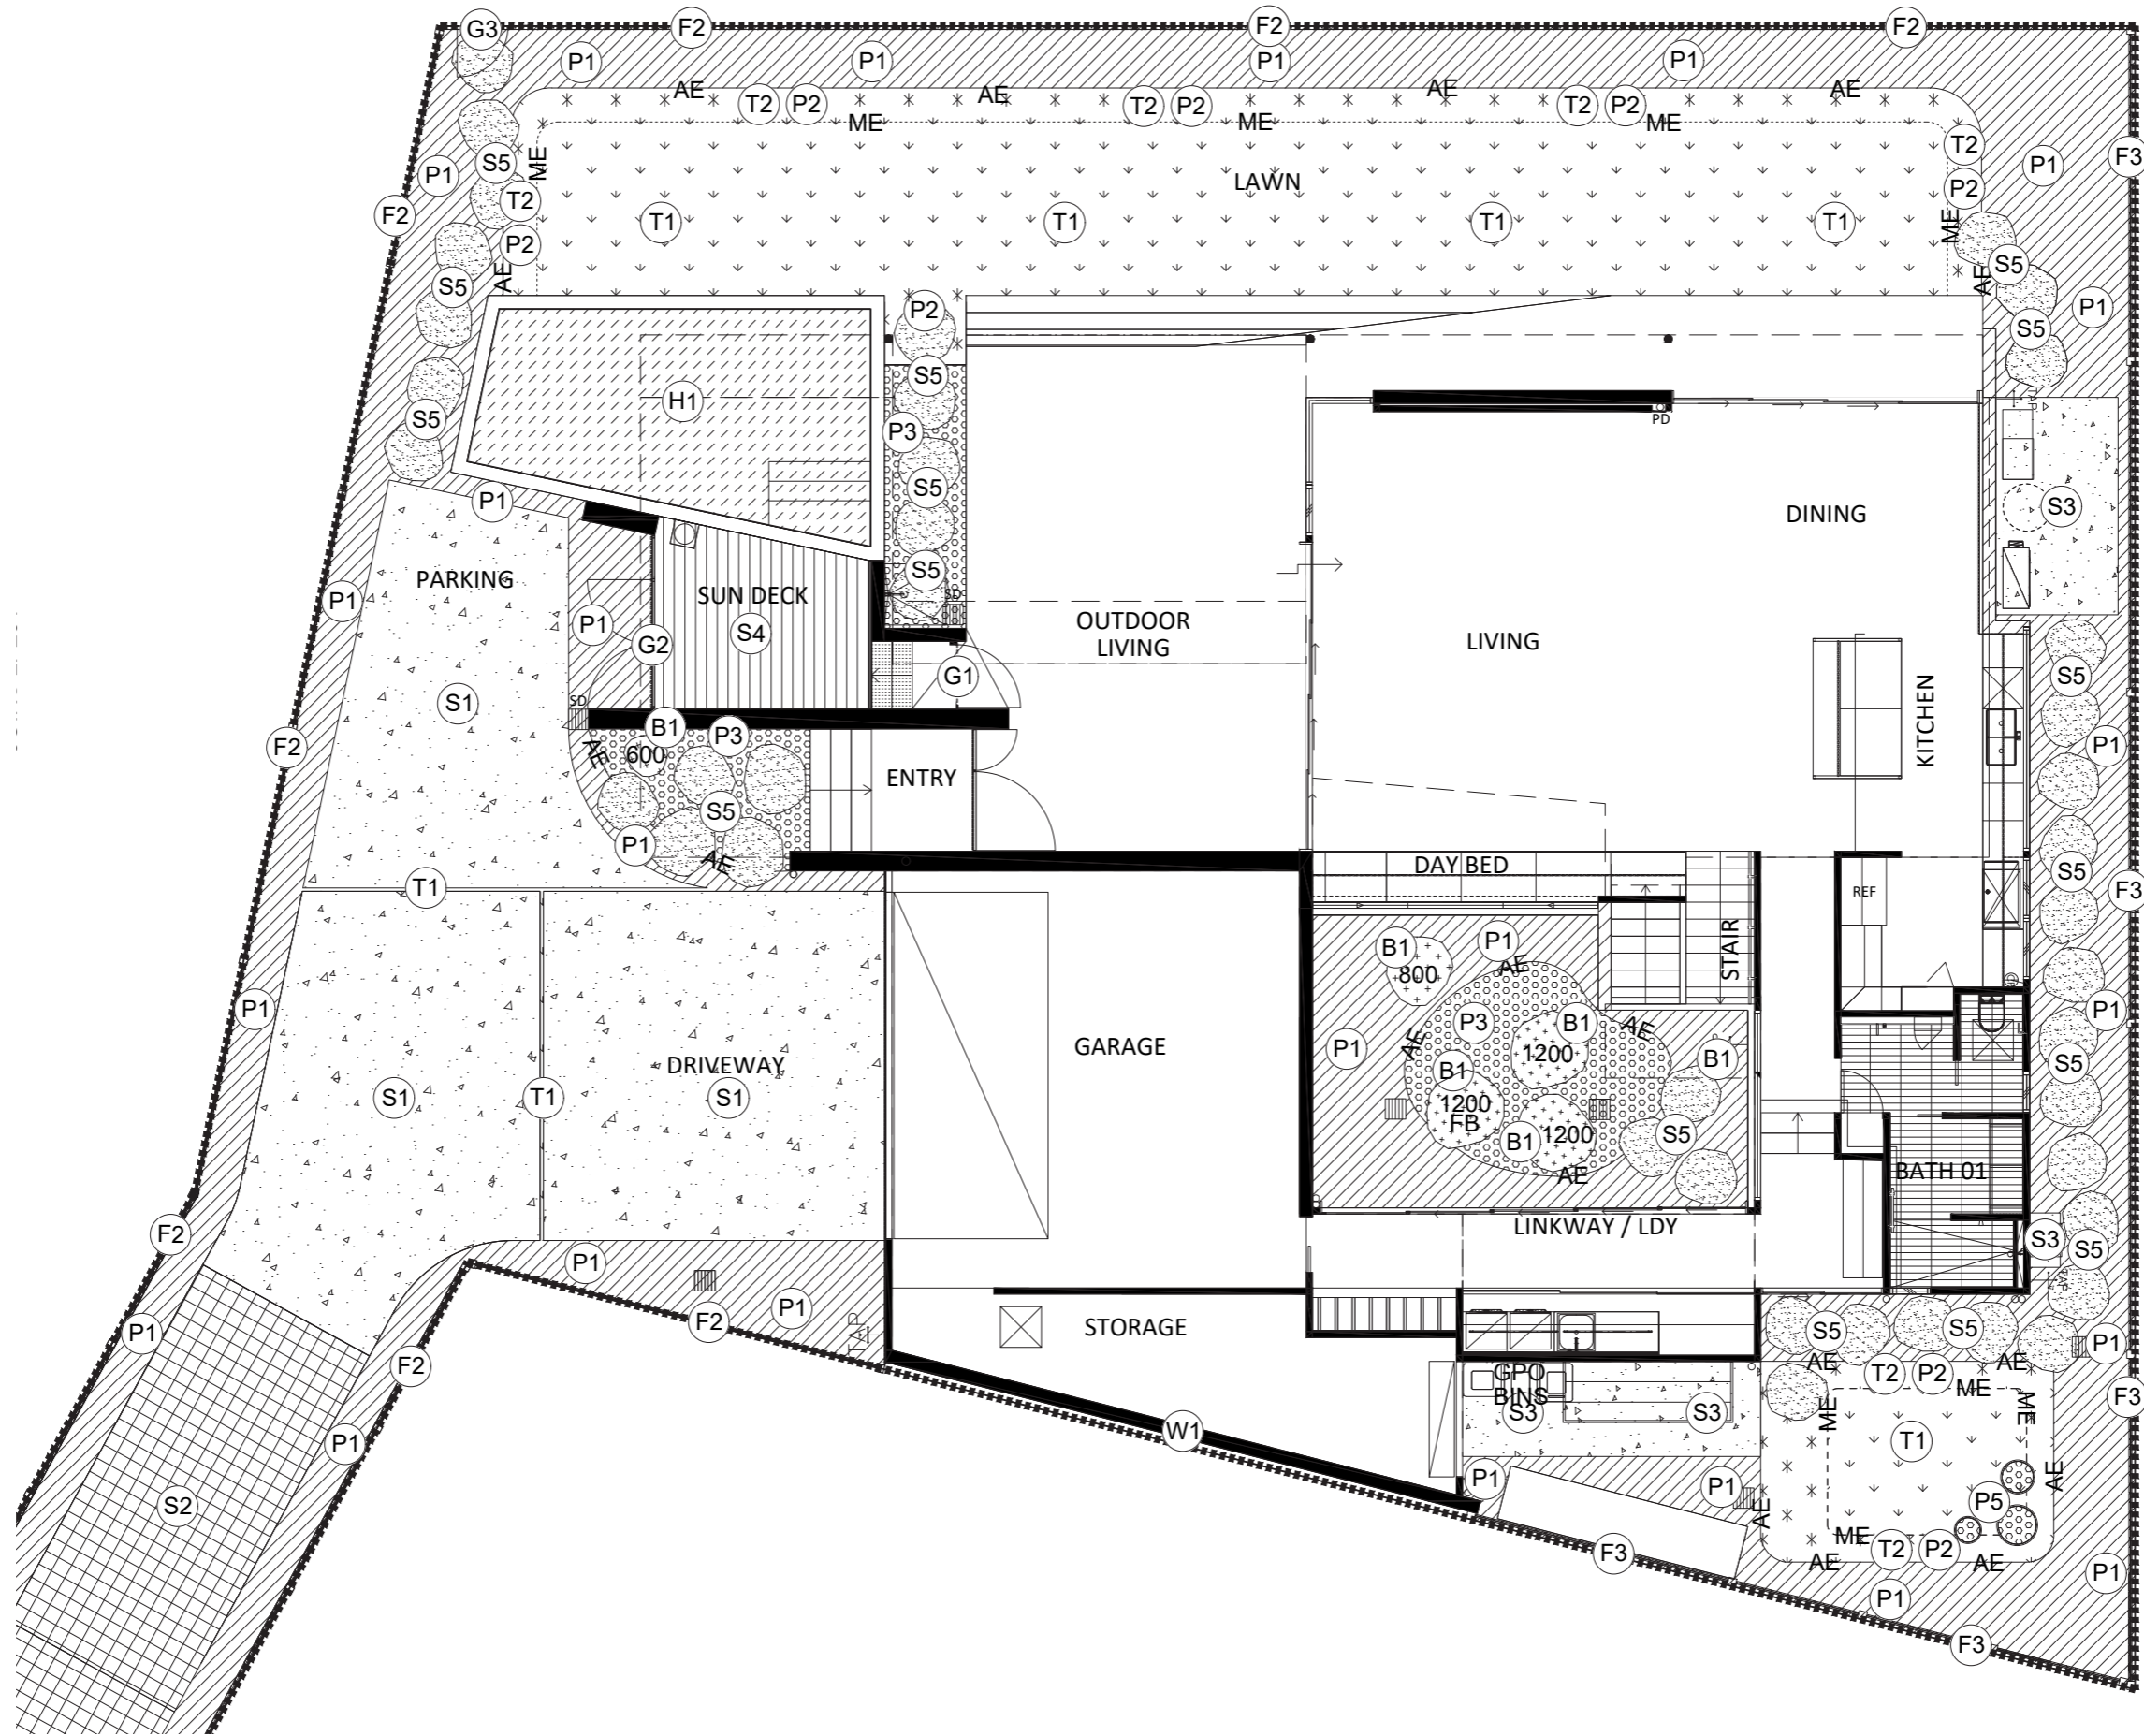 G3
F2
F2
F2
P1
P1
P1
P1
AE
AE
AE
AE
T2
P2
T2
P2
T2
P2
ME
ME
ME
ME
T2
P1
F3
S5
P1
T2
P2
ME
F2
LAWN
T1
T1
T1
T1
P2
AE
S5
S5
AE
P1
P2
S5
S5
H1
S5
P3
S5
PD
S5
P1
DINING
S3
PARKING
SUN DECK
S5
SD
P1
P1
S4
OUTDOOR
LIVING
LIVING
G2
G1
S5
S1
SD
KITCHEN
F2
B1
P3
AE
600
ENTRY
P1
S5
P1
AE
DAY BED
S5
T1
REF
F3
B1
P1
STAIR
800
AE
P1
P3
B1
AE
P1
P1
AE
1200
B1
S5
GARAGE
DRIVEWAY
B1
S1
T1
S1
1200
FB
B1
1200
S5
AE
BATH 01
F2
LINKWAY / LDY
S3
S5
P1
P1
F2
P1
TAP
STORAGE
S5
S5
P1
F2
GPO
BINS
AE
T2
P2
AE
ME
S3
S3
ME
ME
F3
W1
P1
T1
P1
P1
AE
S2
AE
P5
ME
F3
T2
P2
AE
AE
P1
P1
F3